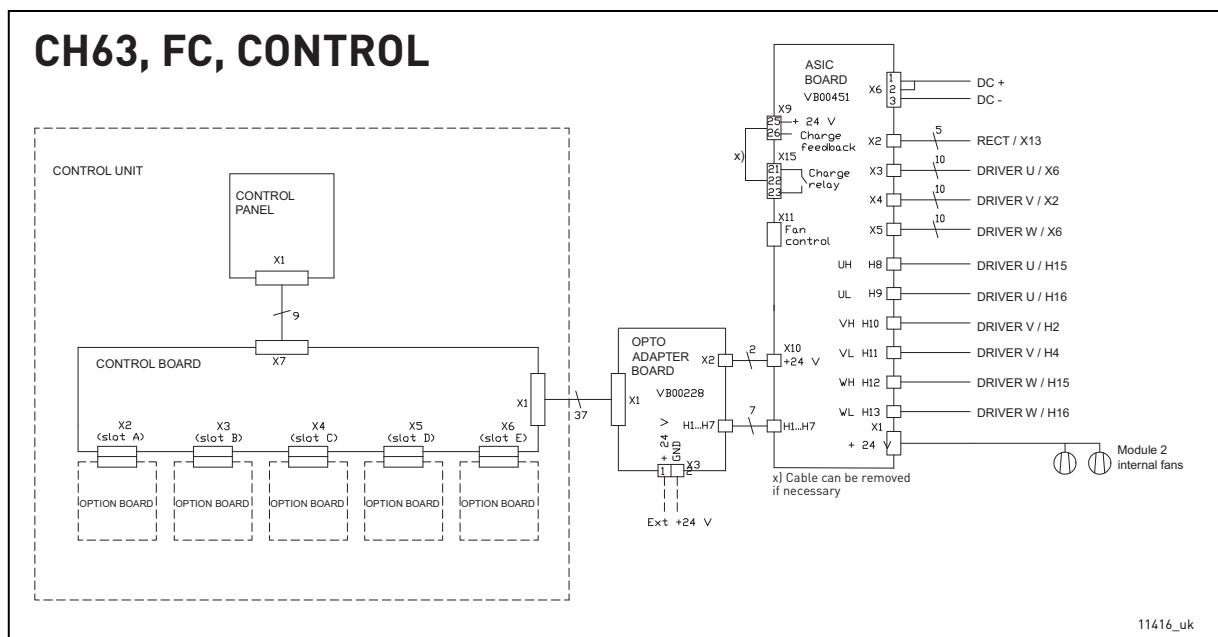 CH63, FC, CONTROL
CONTROL UNIT
CONTROL
PANEL
X1
9
X7
CONTROL BOARD
X1
37
X2
(slot A)
X3
(slot B)
X4
(slot C)
X5
(slot D)
X6
(slot E)
OPTION BOARD
OPTION BOARD
OPTION BOARD
OPTION BOARD
OPTION BOARD
OPTO
ADAPTER
BOARD
VB00228
X1
X2
2
H1...H7
7
+ 24 V
GND
1
2
X3
Ext +24 V
ASIC
BOARD
VB00451
X9
25
+ 24 V
26
Charge
feedback
x)
X15
21
22
23
Charge
relay
X11
Fan
control
X10
+24 V
H1...H7
X6
1
2
3
DC +
DC -
X2
5
RECT / X13
X3
10
DRIVER U / X6
X4
10
DRIVER V / X2
X5
10
DRIVER W / X6
UH H8
DRIVER U / H15
UL H9
DRIVER U / H16
VH H10
DRIVER V / H2
VL H11
DRIVER V / H4
WH H12
DRIVER W / H15
WL H13
DRIVER W / H16
X1
+ 24 V
Module 2
internal fans
x) Cable can be removed
if necessary
11416_uk